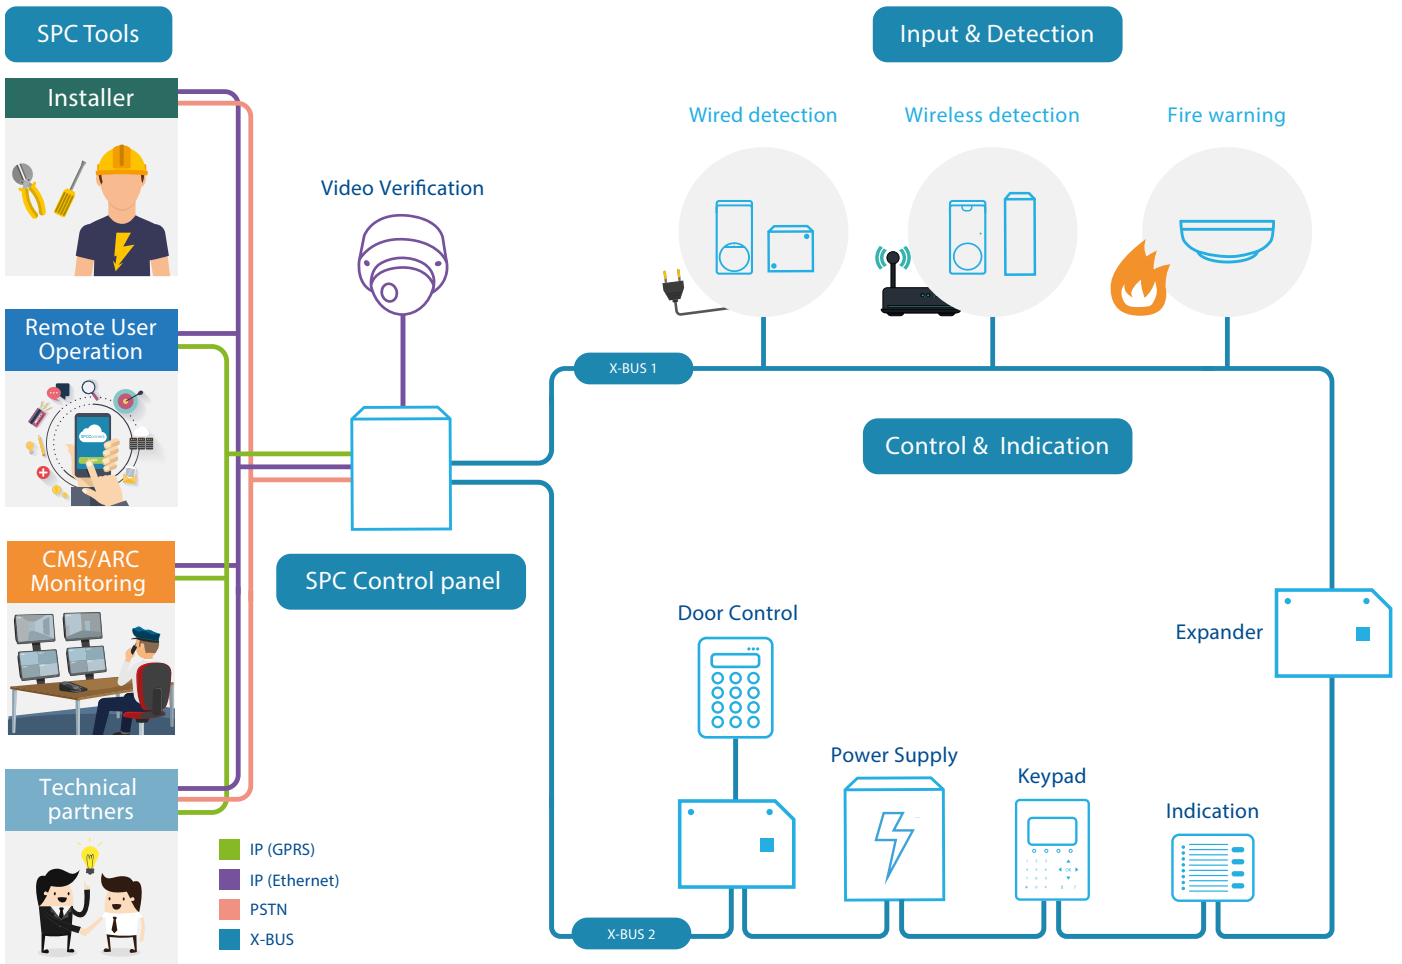 SPC Tools
Installer
Remote User
Operation
CMS/ARC
Monitoring
Technical
partners
IP (GPRS)
IP (Ethernet)
PSTN
X-BUS
Video Verification
SPC Control panel
Input & Detection
Wired detection
Wireless detection
Fire warning
X-BUS 1
Control & Indication
Expander
Door Control
Power Supply
Keypad
OK
Indication
X-BUS 2